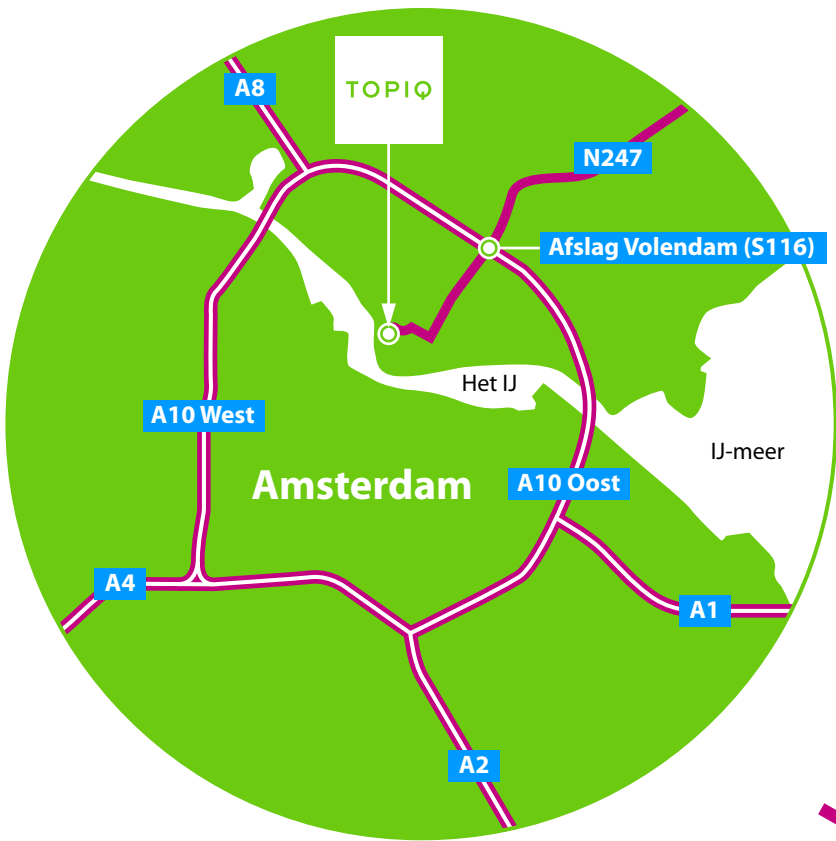 A8
TOPIQ
N247
Afslag Volendam (S116)
Het IJ
A10 West
IJ-meer
Amsterdam
A10 Oost
A4
A1
A2